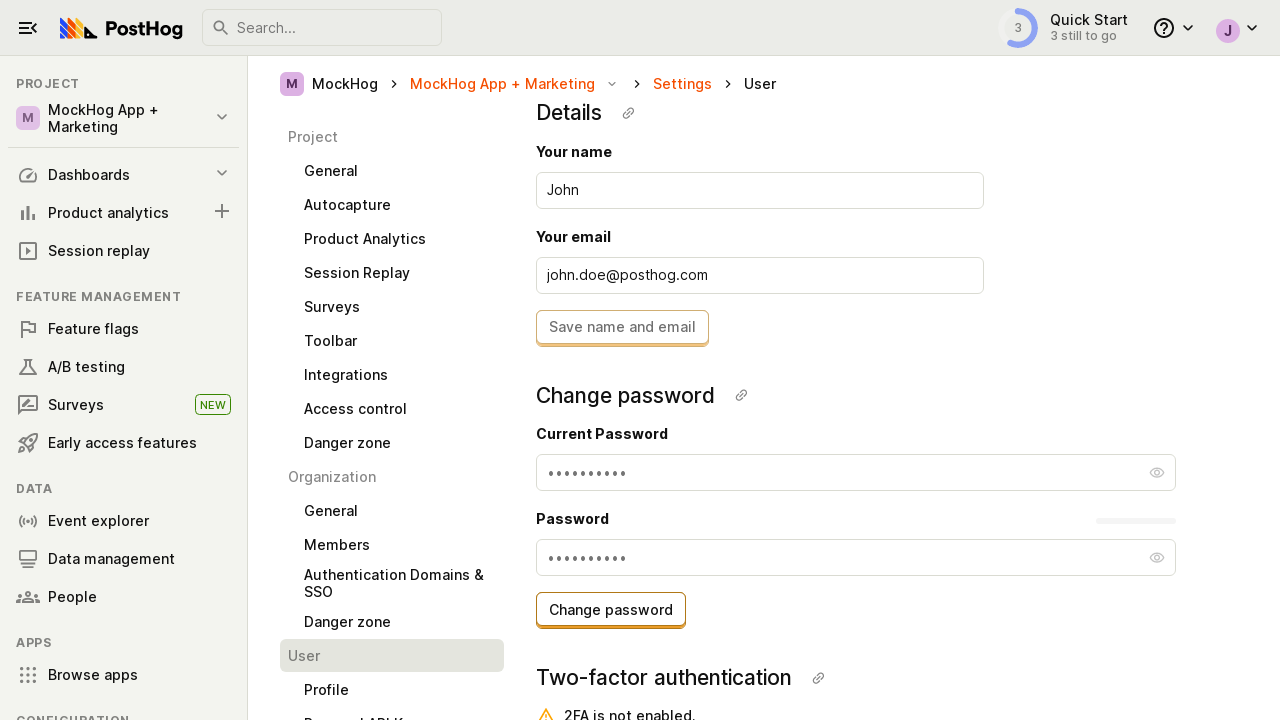 PostHog
Search...
3
Quick Start
3 still to go
J
PROJECT
M
MockHog App +
Marketing
Dashboards
Product analytics
Session replay
FEATURE MANAGEMENT
Feature flags
A/B testing
Surveys
NEW
Early access features
DATA
Event explorer
Data management
People
APPS
Browse apps
CONFIGURATION
M
MockHog
MockHog App + Marketing
Settings
User
Project
General
Autocapture
Product Analytics
Session Replay
Surveys
Toolbar
Integrations
Access control
Danger zone
Organization
General
Members
Authentication Domains &
SSO
Danger zone
User
Profile
Details
Your name
John
Your email
john.doe@posthog.com
Save name and email
Change password
Current Password
••••••••••
Password
••••••••••
Change password
Two-factor authentication
2FA is not enabled.